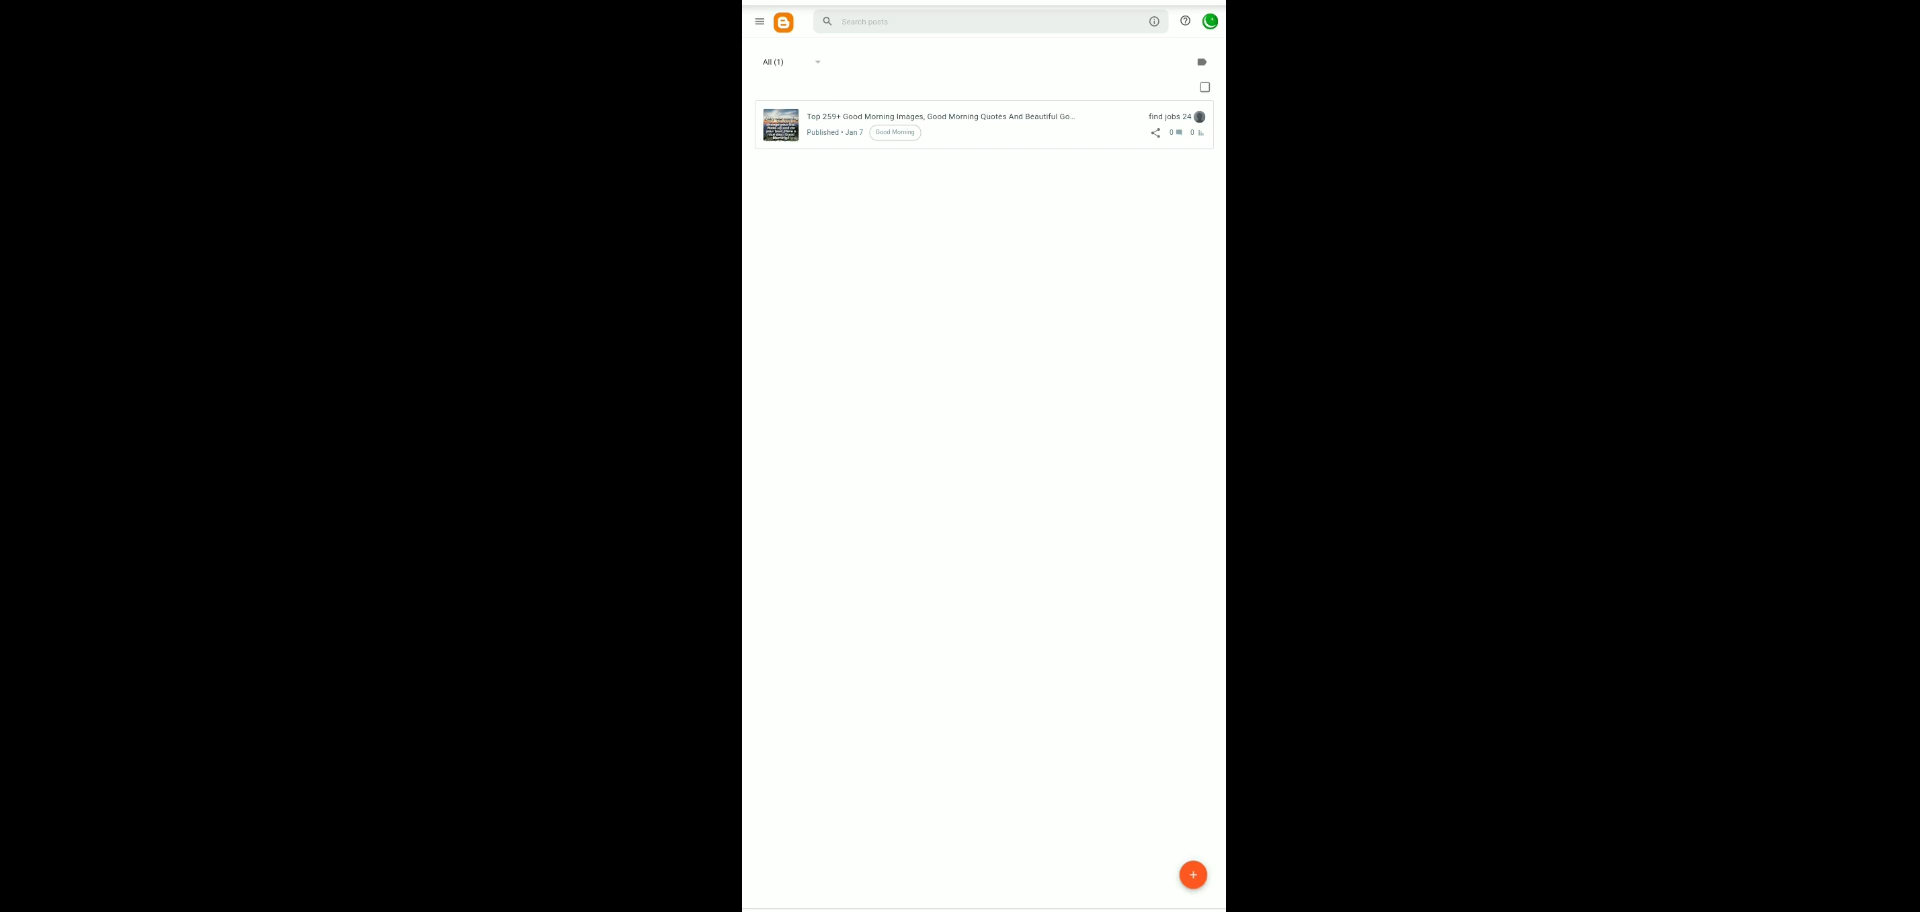 Search posts
All (1)
Top 259+ Good Morning Images, Good Morning Quotes And Beautiful Go...
find jobs 24
Published • Jan 7
Good Morning
0
0